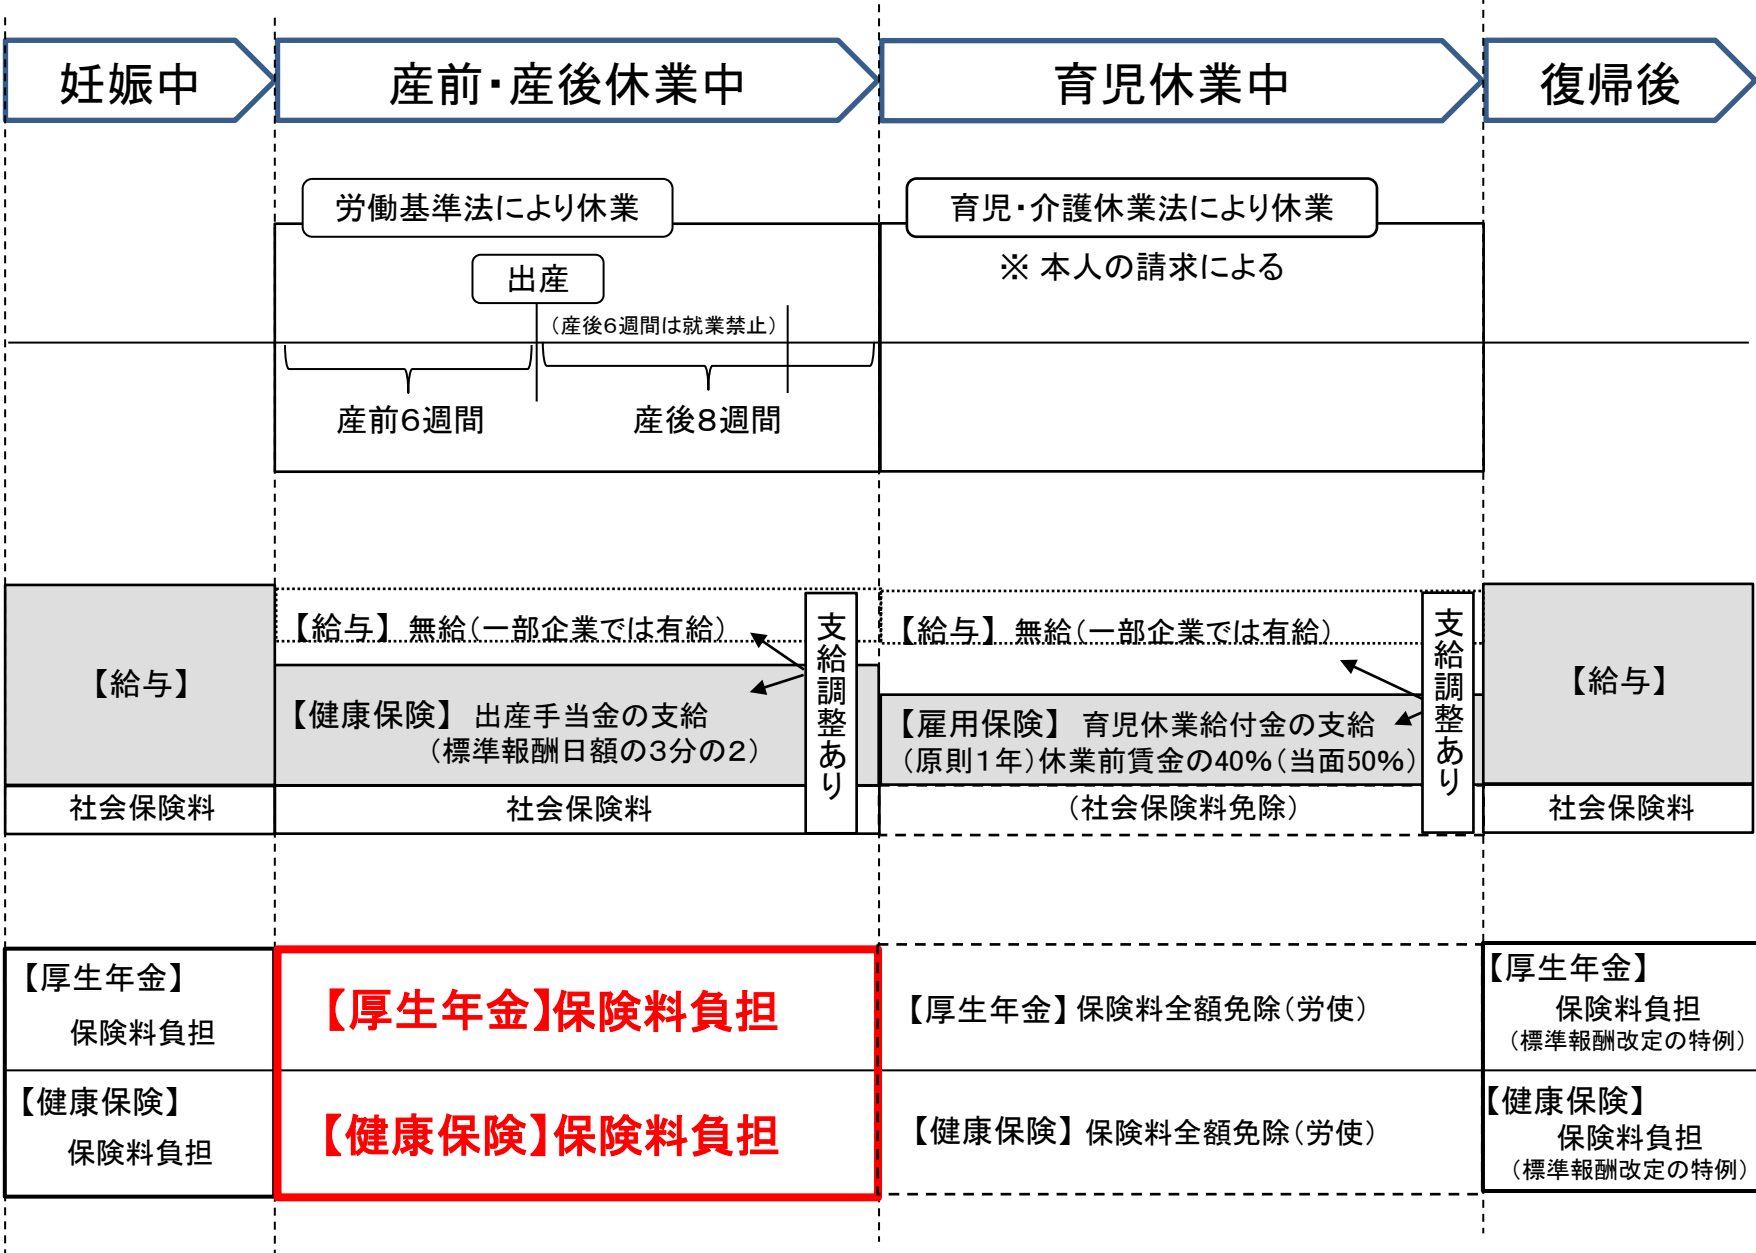 妊娠中
産前・産後休業中
育児休業中
復帰後
労働基準法により休業
出産
(産後6週間は就業禁止)
産前6週間
産後8週間
育児・介護休業法により休業
※ 本人の請求による
【給与】
社会保険料
【給与】 無給(一部企業では有給)
【健康保険】 出産手当金の支給
(標準報酬日額の3分の2)
社会保険料
支給調整あり
【給与】 無給(一部企業では有給)
【雇用保険】 育児休業給付金の支給
(原則1年)休業前賃金の40%(当面50%)
(社会保険料免除)
支給調整あり
【給与】
社会保険料
【厚生年金】
保険料負担
【健康保険】
保険料負担
【厚生年金】保険料負担
【健康保険】保険料負担
【厚生年金】 保険料全額免除(労使)
【健康保険】 保険料全額免除(労使)
【厚生年金】
保険料負担
(標準報酬改定の特例)
【健康保険】
保険料負担
(標準報酬改定の特例)